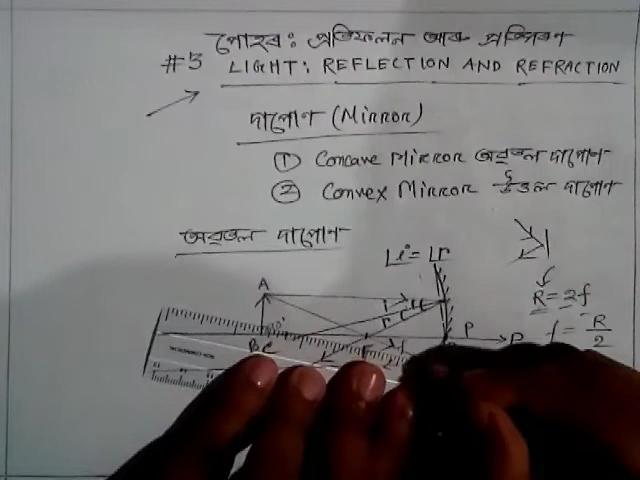 পোহৰ: প্ৰতিফলন আৰু প্ৰতিসৰণ
#5 LIGHT: REFLECTION AND REFRACTION
দাপোণ (Mirror)
① Concave Mirror অৱতল দাপোণ
② Convex Mirror উত্তল দাপোণ
অৱতল দাপোণ
∠i = ∠r
A
R = 2f
f = R/2
P
P
B C
F